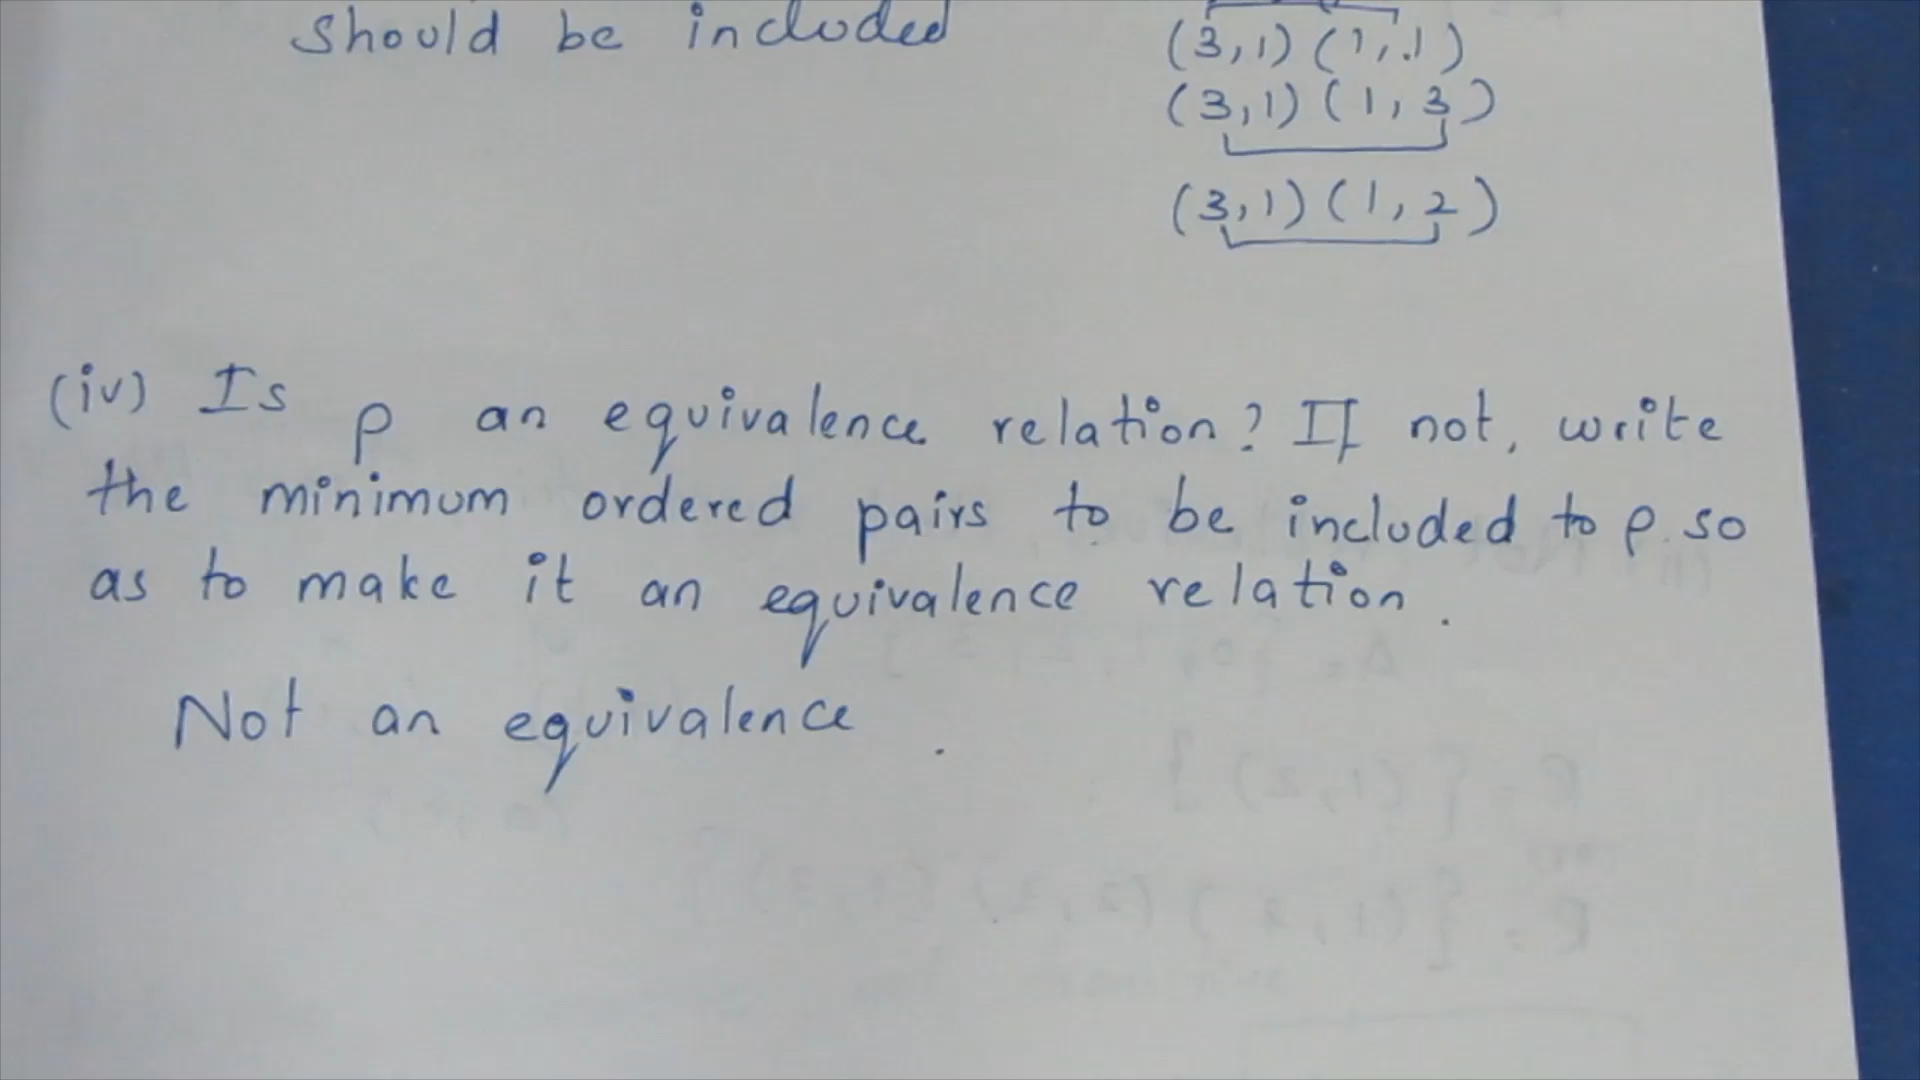 should be included
(3,1) (1,1)
(3,1) (1,3)
(3,1) (1,2)
(iv) Is ρ an equivalence relation? If not, write
the minimum ordered pairs to be included to ρ so
as to make it an equivalence relation.
Not an equivalence.